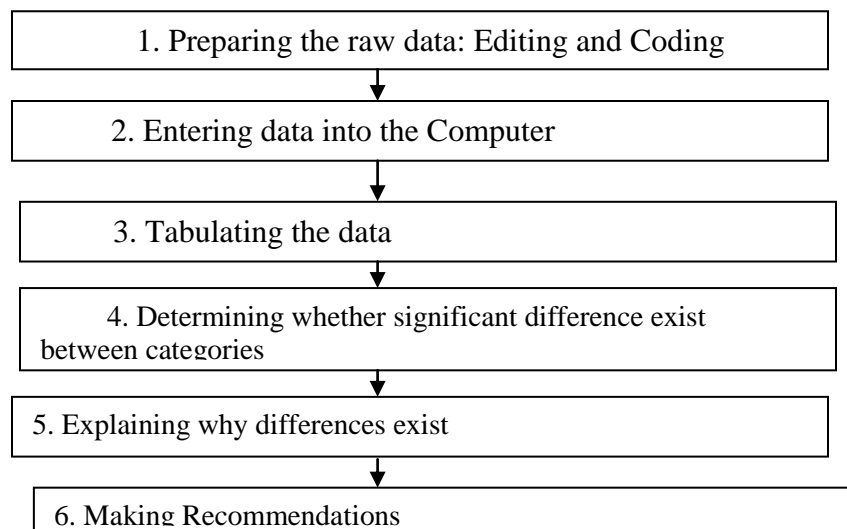 1. Preparing the raw data: Editing and Coding
2. Entering data into the Computer
3. Tabulating the data
4. Determining whether significant difference exist
between categories
5. Explaining why differences exist
6. Making Recommendations